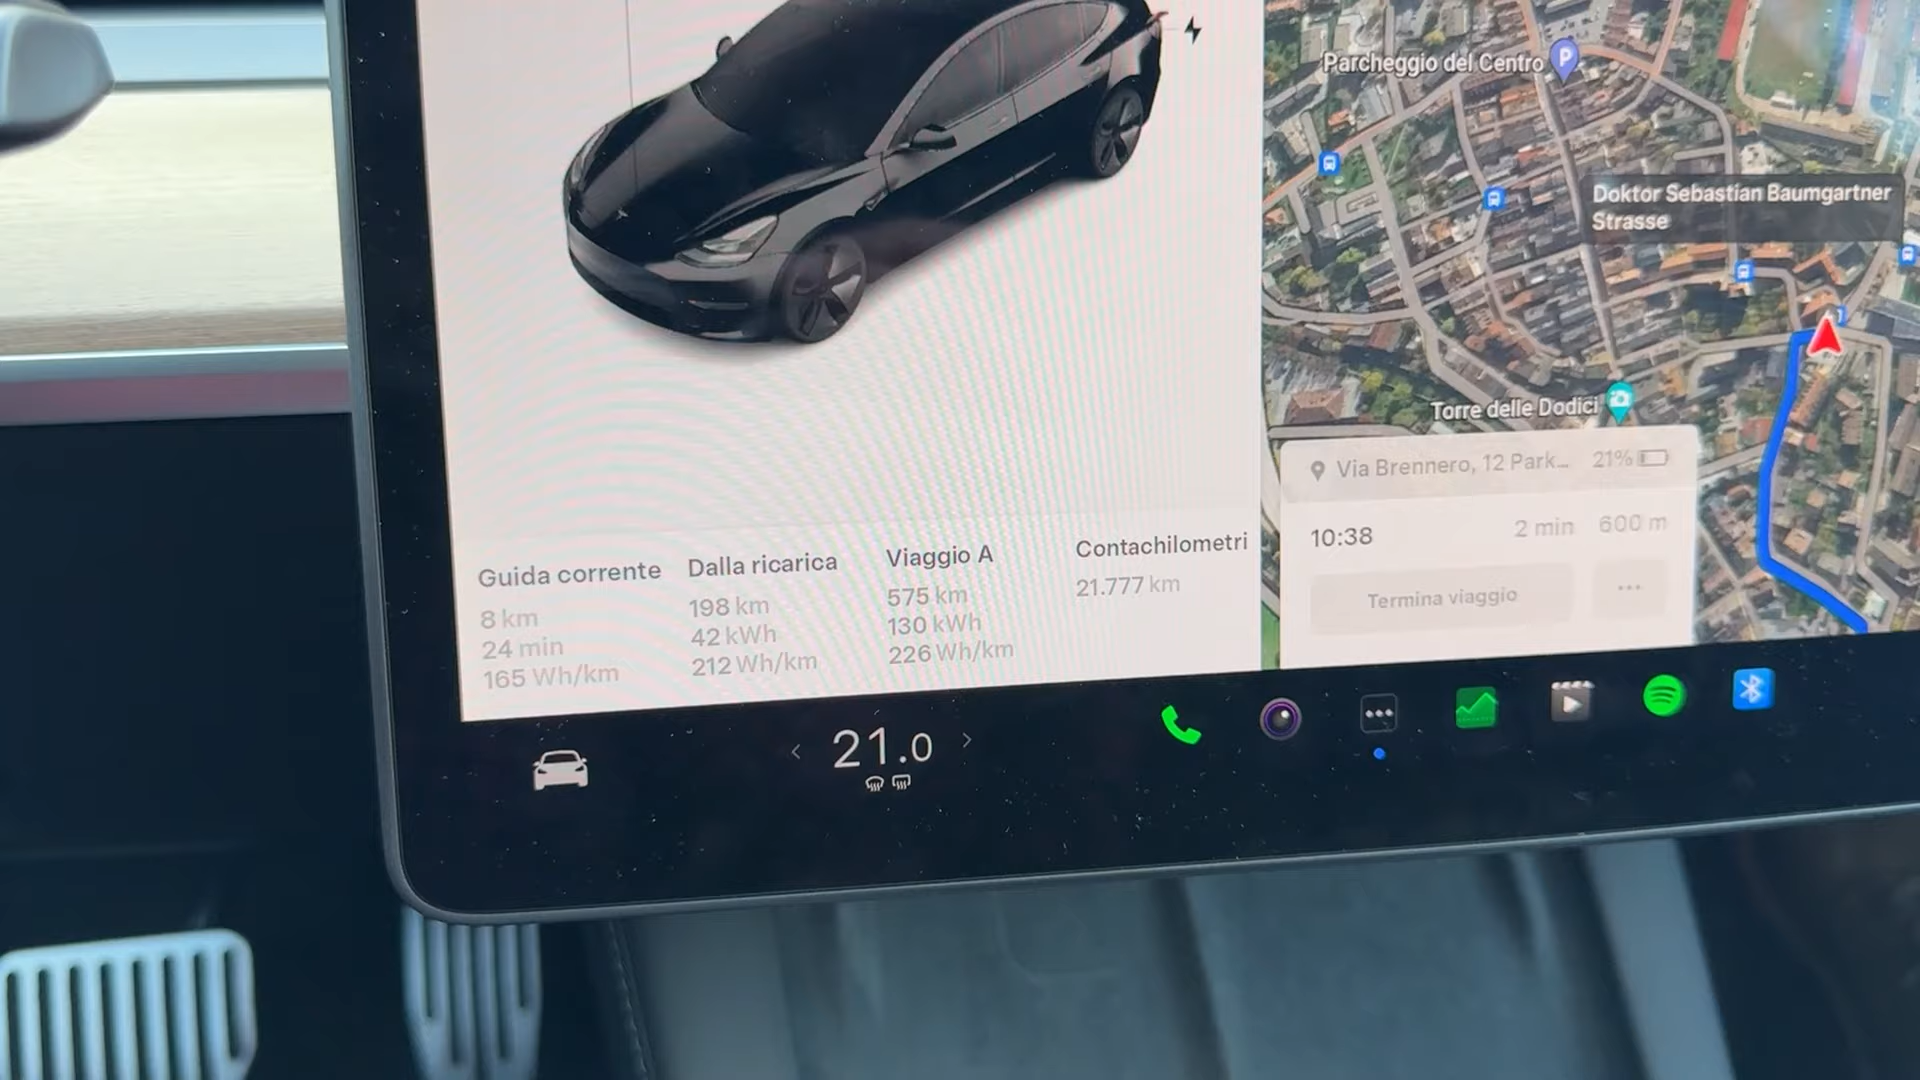 Parcheggio del Centro
P
Doktor Sebastian Baumgartner
Strasse
Torre delle Dodici
Via Brennero, 12 Park...
21%
10:38
2 min
600 m
Termina viaggio
Guida corrente
8 km
24 min
165 Wh/km
Dalla ricarica
198 km
42 kWh
212 Wh/km
Viaggio A
575 km
130 kWh
226 Wh/km
Contachilometri
21.777 km
21.0